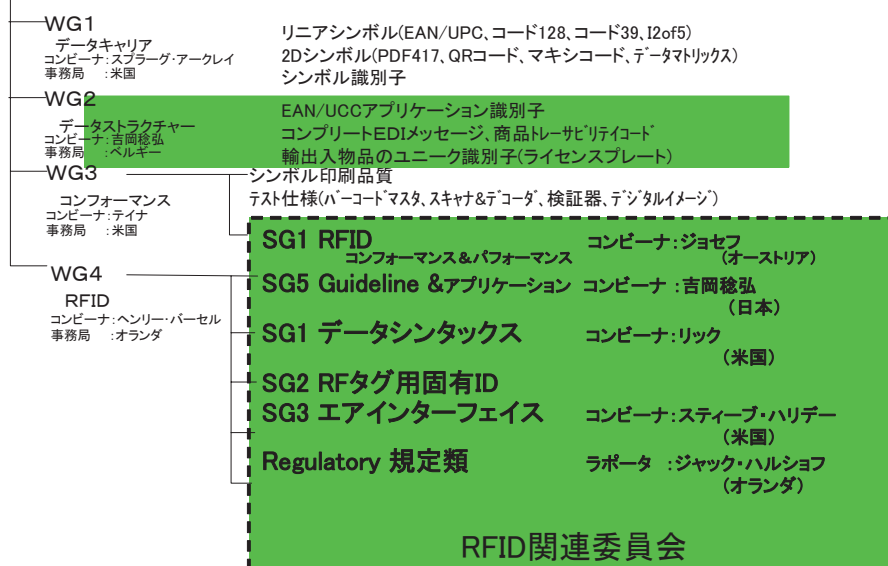 WG1
データキャリア
コンビーナ:スプラーグ・アークレイ
事務局 :米国
リニアシンボル(EAN/UPC、コード128、コード39、I2of5)
2Dシンボル(PDF417、QRコード、マキシコード、データマトリックス)
シンボル識別子
WG2
データストラクチャー
コンビーナ:吉岡稔弘
事務局 :ベルギー
EAN/UCCアプリケーション識別子
コンプリートEDIメッセージ、商品トレーサビリテイコード
輸出入物品のユニーク識別子(ライセンスプレート)
WG3
コンフォーマンス
コンビーナ:テイナ
事務局 :米国
シンボル印刷品質
テスト仕様(バーコードマスタ、スキャナ&デコーダ、検証器、デジタルイメージ)
SG1 RFID
コンフォーマンス&パフォーマンス
コンビーナ:ジョセフ
(オーストリア)
WG4
RFID
コンビーナ:ヘンリー・バーセル
事務局 :オランダ
SG5 Guideline &アプリケーション コンビーナ :吉岡稔弘
(日本)
SG1 データシンタックス コンビーナ:リック
(米国)
SG2 RFタグ用固有ID
SG3 エアインターフェイス コンビーナ:スティーブ・ハリデー
(米国)
Regulatory 規定類 ラポータ :ジャック・ハルショフ
(オランダ)
RFID関連委員会